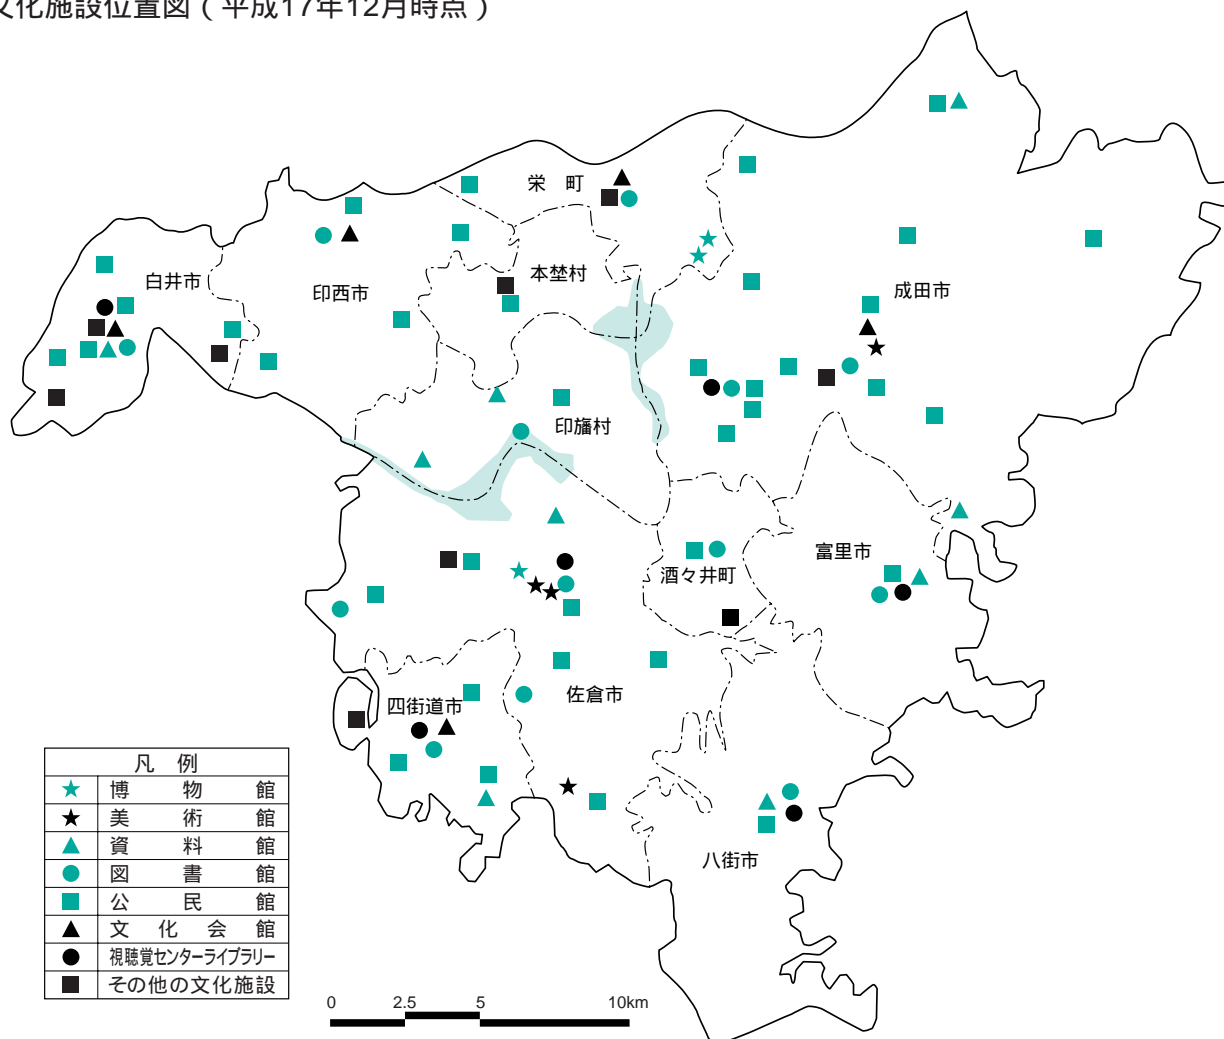 文化施設位置図(平成17年12月時点)
栄 町
本埜村
白井市
印西市
成田市
印旛村
富里市
酒々井町
佐倉市
四街道市
八街市
凡 例
博 物 館
美 術 館
資 料 館
図 書 館
公 民 館
文 化 会 館
視聴覚センターライブラリー
その他の文化施設
0 2.5 5 10km